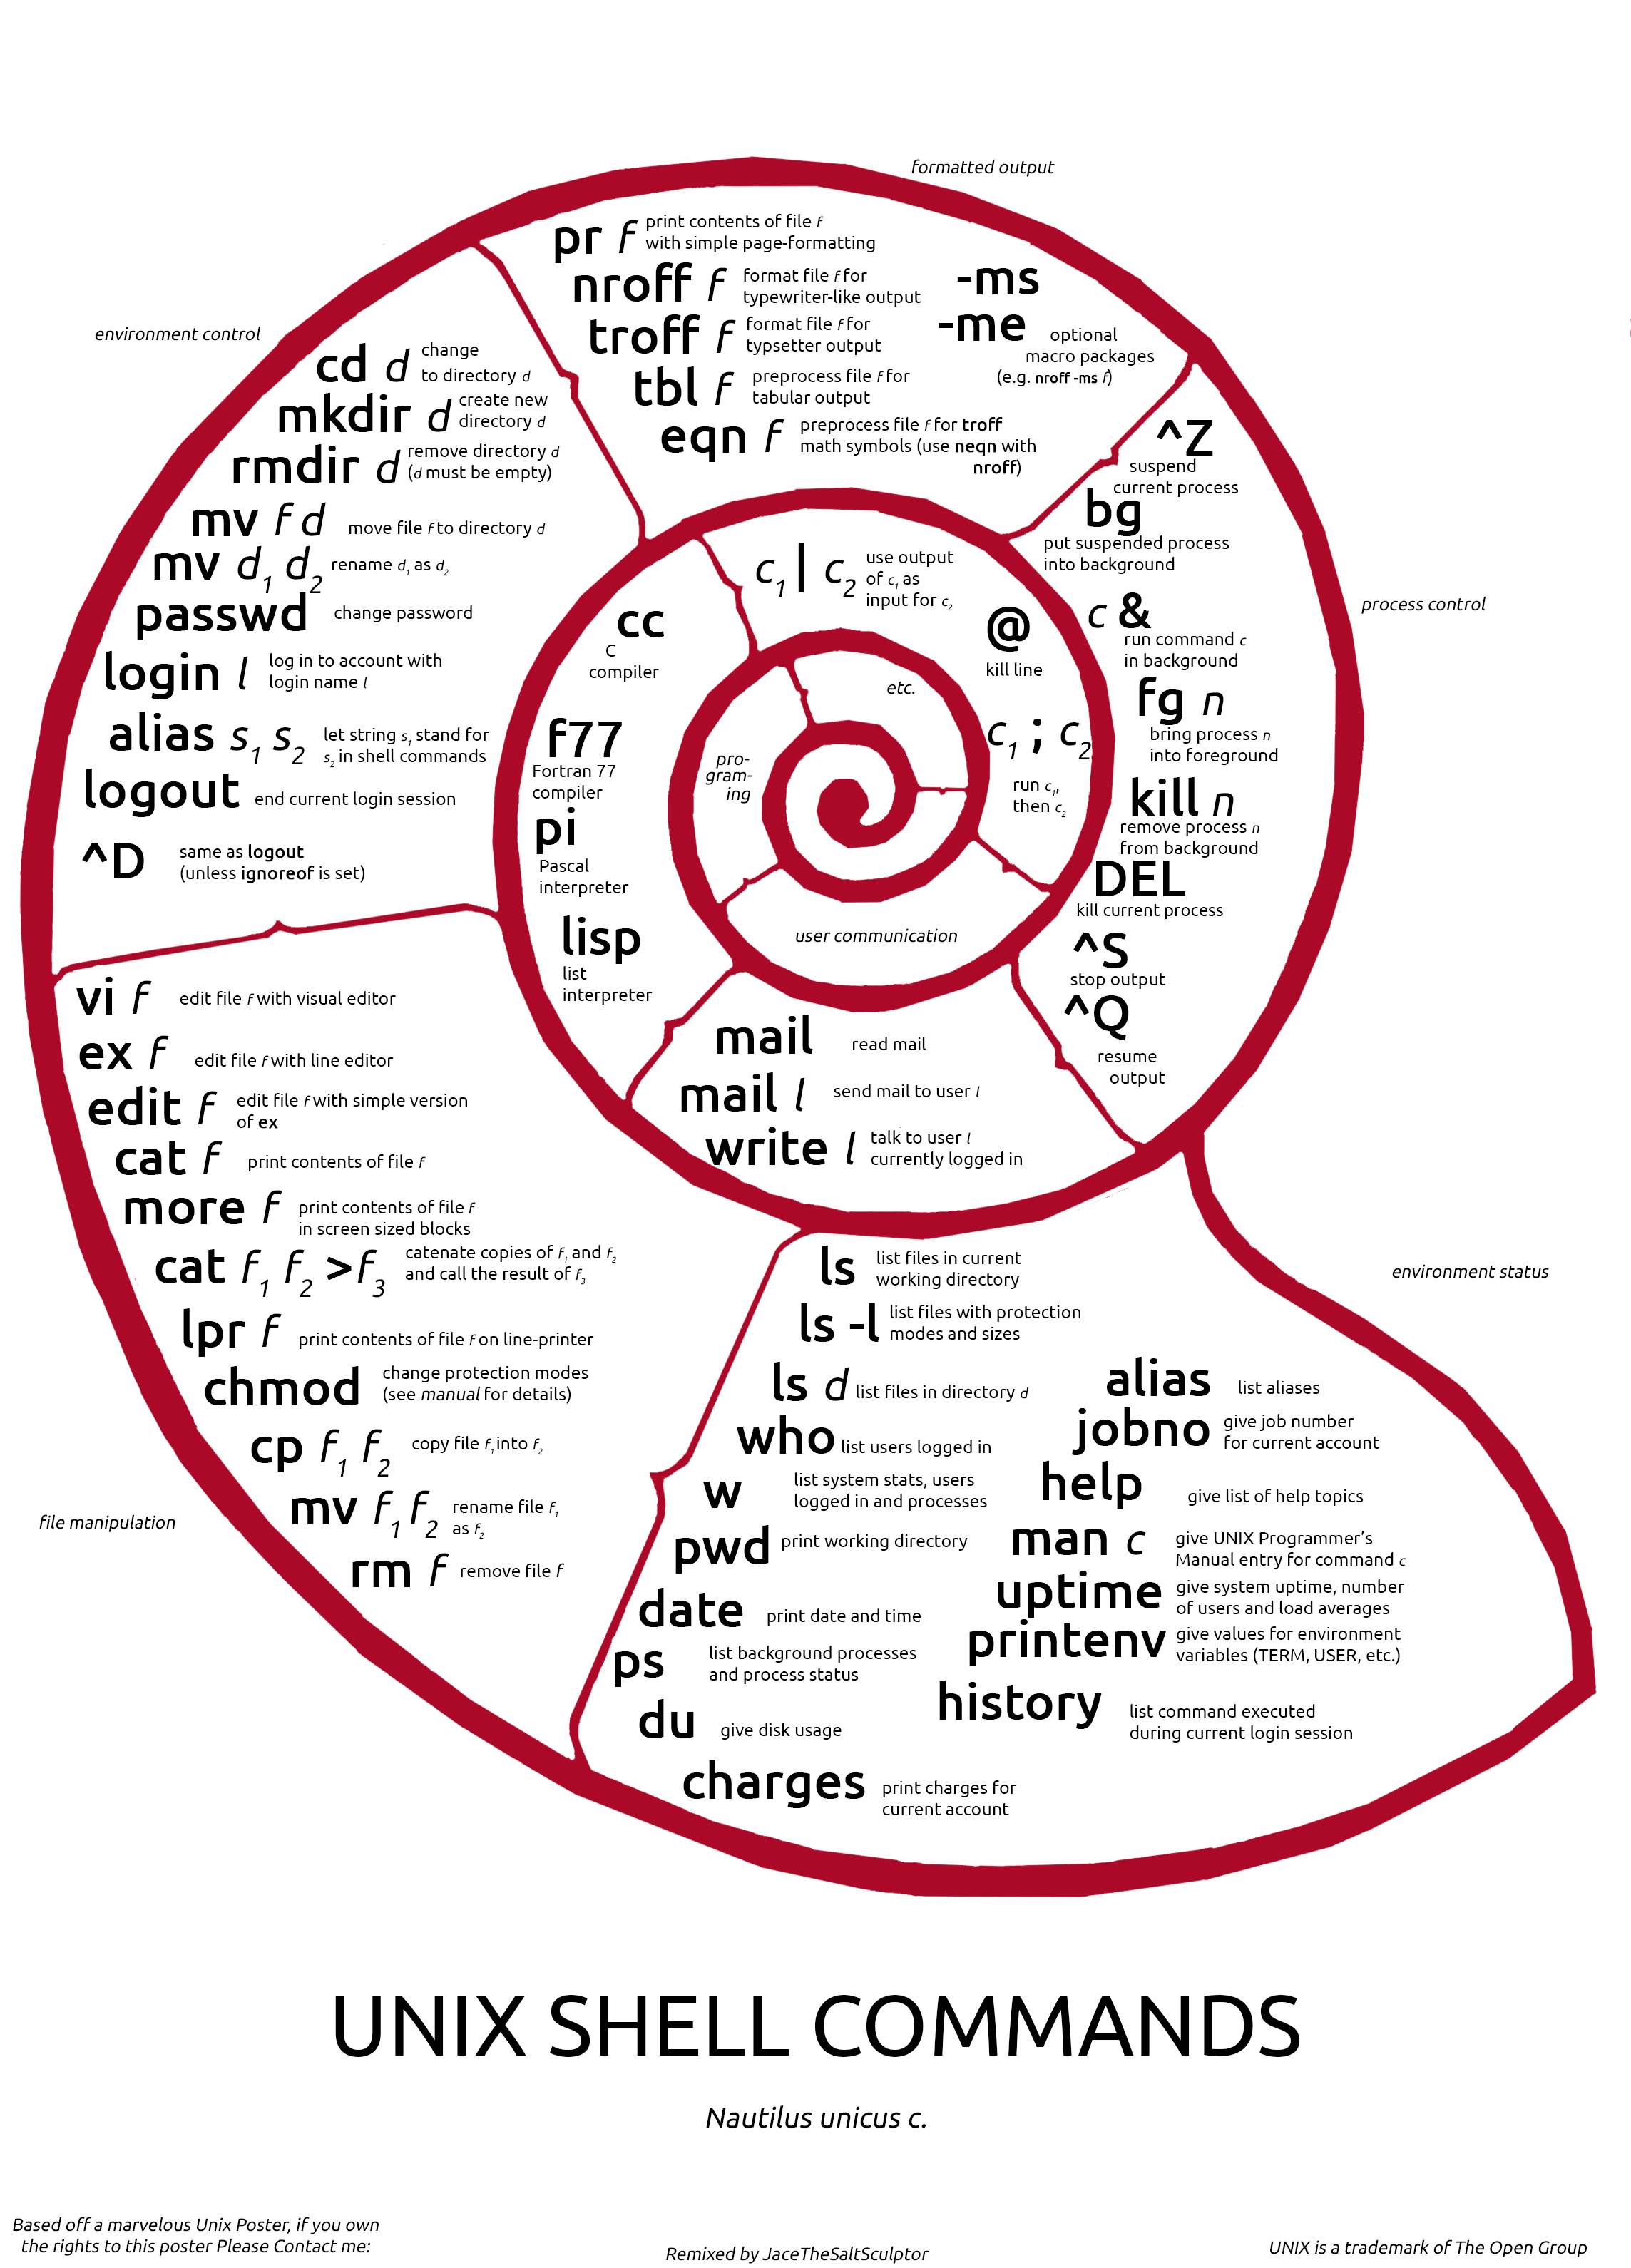 formatted output
pr f print contents of file f
with simple page-formatting
nroff f format file f for
typewriter-like output
troff f format file f for
typsetter output
tbl f preprocess file f for
tabular output
eqn f preprocess file f for troff
math symbols (use neqn with
nroff)
-ms
-me optional
macro packages
(e.g. nroff -ms f)
environment control
cd d change
to directory d
mkdir d create new
directory d
rmdir d remove directory d
(d must be empty)
mv f d move file f to directory d
mv d1 d2 rename d1 as d2
passwd change password
login l log in to account with
login name l
alias s1 s2 let string s1 stand for
s2 in shell commands
logout end current login session
^D same as logout
(unless ignoreof is set)
process control
^Z
suspend
current process
bg
put suspended process
into background
c &
run command c
in background
fg n
bring process n
into foreground
kill n
remove process n
from background
DEL
kill current process
^S
stop output
^Q
resume
output
c1 | c2 use output
of c1 as
input for c2
@
kill line
c1 ; c2
run c1,
then c2
etc.
cc
C
compiler
f77
Fortran 77
compiler
pi
Pascal
interpreter
lisp
list
interpreter
pro-
gram-
ing
user communication
mail read mail
mail l send mail to user l
write l talk to user l
currently logged in
file manipulation
vi f edit file f with visual editor
ex f edit file f with line editor
edit f edit file f with simple version
of ex
cat f print contents of file f
more f print contents of file f
in screen sized blocks
cat f1 f2 >f3 catenate copies of f1 and f2
and call the result of f3
lpr f print contents of file f on line-printer
chmod change protection modes
(see manual for details)
cp f1 f2 copy file f1 into f2
mv f1 f2 rename file f1
as f2
rm f remove file f
environment status
ls list files in current
working directory
ls -l list files with protection
modes and sizes
ls d list files in directory d
who list users logged in
w list system stats, users
logged in and processes
pwd print working directory
date print date and time
ps list background processes
and process status
du give disk usage
charges print charges for
current account
alias list aliases
jobno give job number
for current account
help give list of help topics
man c give UNIX Programmer's
Manual entry for command c
uptime give system uptime, number
of users and load averages
printenv give values for environment
variables (TERM, USER, etc.)
history list command executed
during current login session
UNIX SHELL COMMANDS
Nautilus unicus c.
Based off a marvelous Unix Poster, if you own
the rights to this poster Please Contact me:
Remixed by JaceTheSaltSculptor
UNIX is a trademark of The Open Group